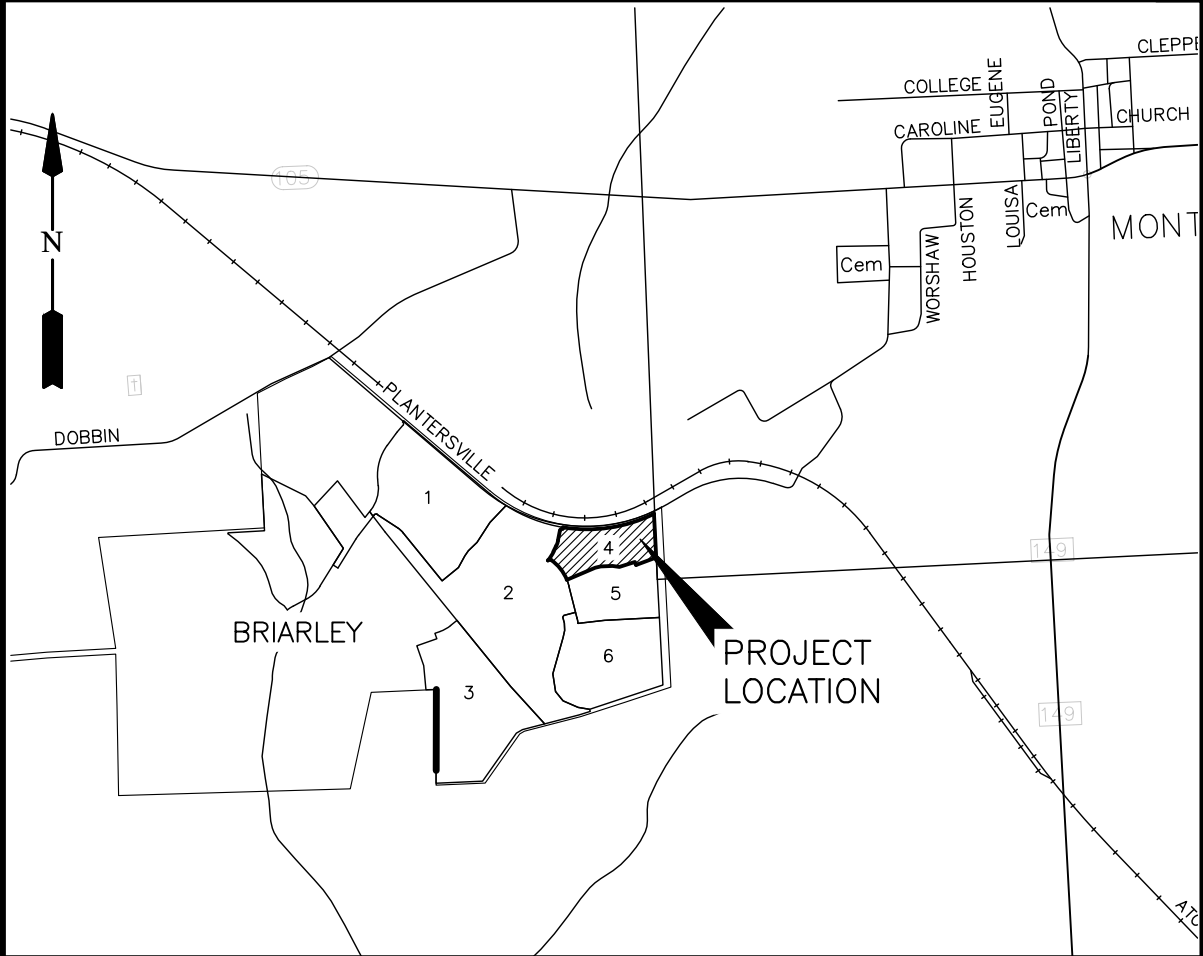 CLEPPE
COLLEGE
EUGENE
POND
LIBERTY
CHURCH
CAROLINE
105
LOUISA
Cem
MONT
HOUSTON
WORSHAW
Cem
N
PLANTERSVILLE
DOBBIN
1
4
149
2
5
BRIARLEY
6
PROJECT
LOCATION
3
149
ATC